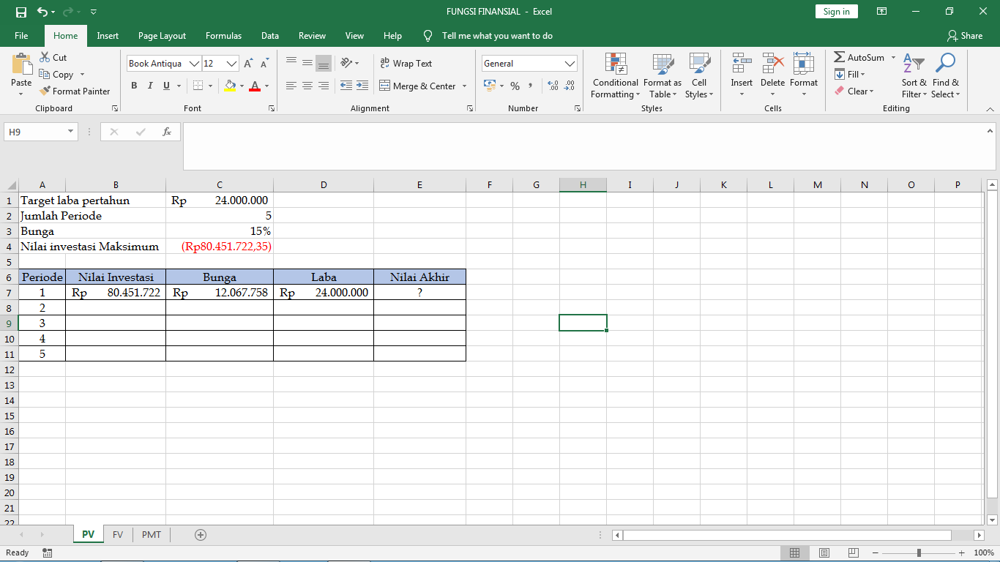 FUNGSI FINANSIAL - Excel
Sign in
File Home Insert Page Layout Formulas Data Review View Help Tell me what you want to do Share
Paste
Cut
Copy
Format Painter
Clipboard
Book Antiqua 12
B I U
Font
Wrap Text
Merge & Center
Alignment
General
Number
Conditional Formatting
Format as Table
Cell Styles
Styles
Insert Delete Format
Cells
AutoSum
Fill
Clear
Sort & Filter
Find & Select
Editing
H9
fx
A B C D E F G H I J K L M N O P
1 Target laba pertahun Rp 24.000.000
2 Jumlah Periode 5
3 Bunga 15%
4 Nilai investasi Maksimum (Rp80.451.722,35)
5
6 Periode Nilai Investasi Bunga Laba Nilai Akhir
7 1 Rp 80.451.722 Rp 12.067.758 Rp 24.000.000 ?
8 2
9 3
10 4
11 5
12
13
14
15
16
17
18
19
20
21
22
PV FV PMT
Ready
100%